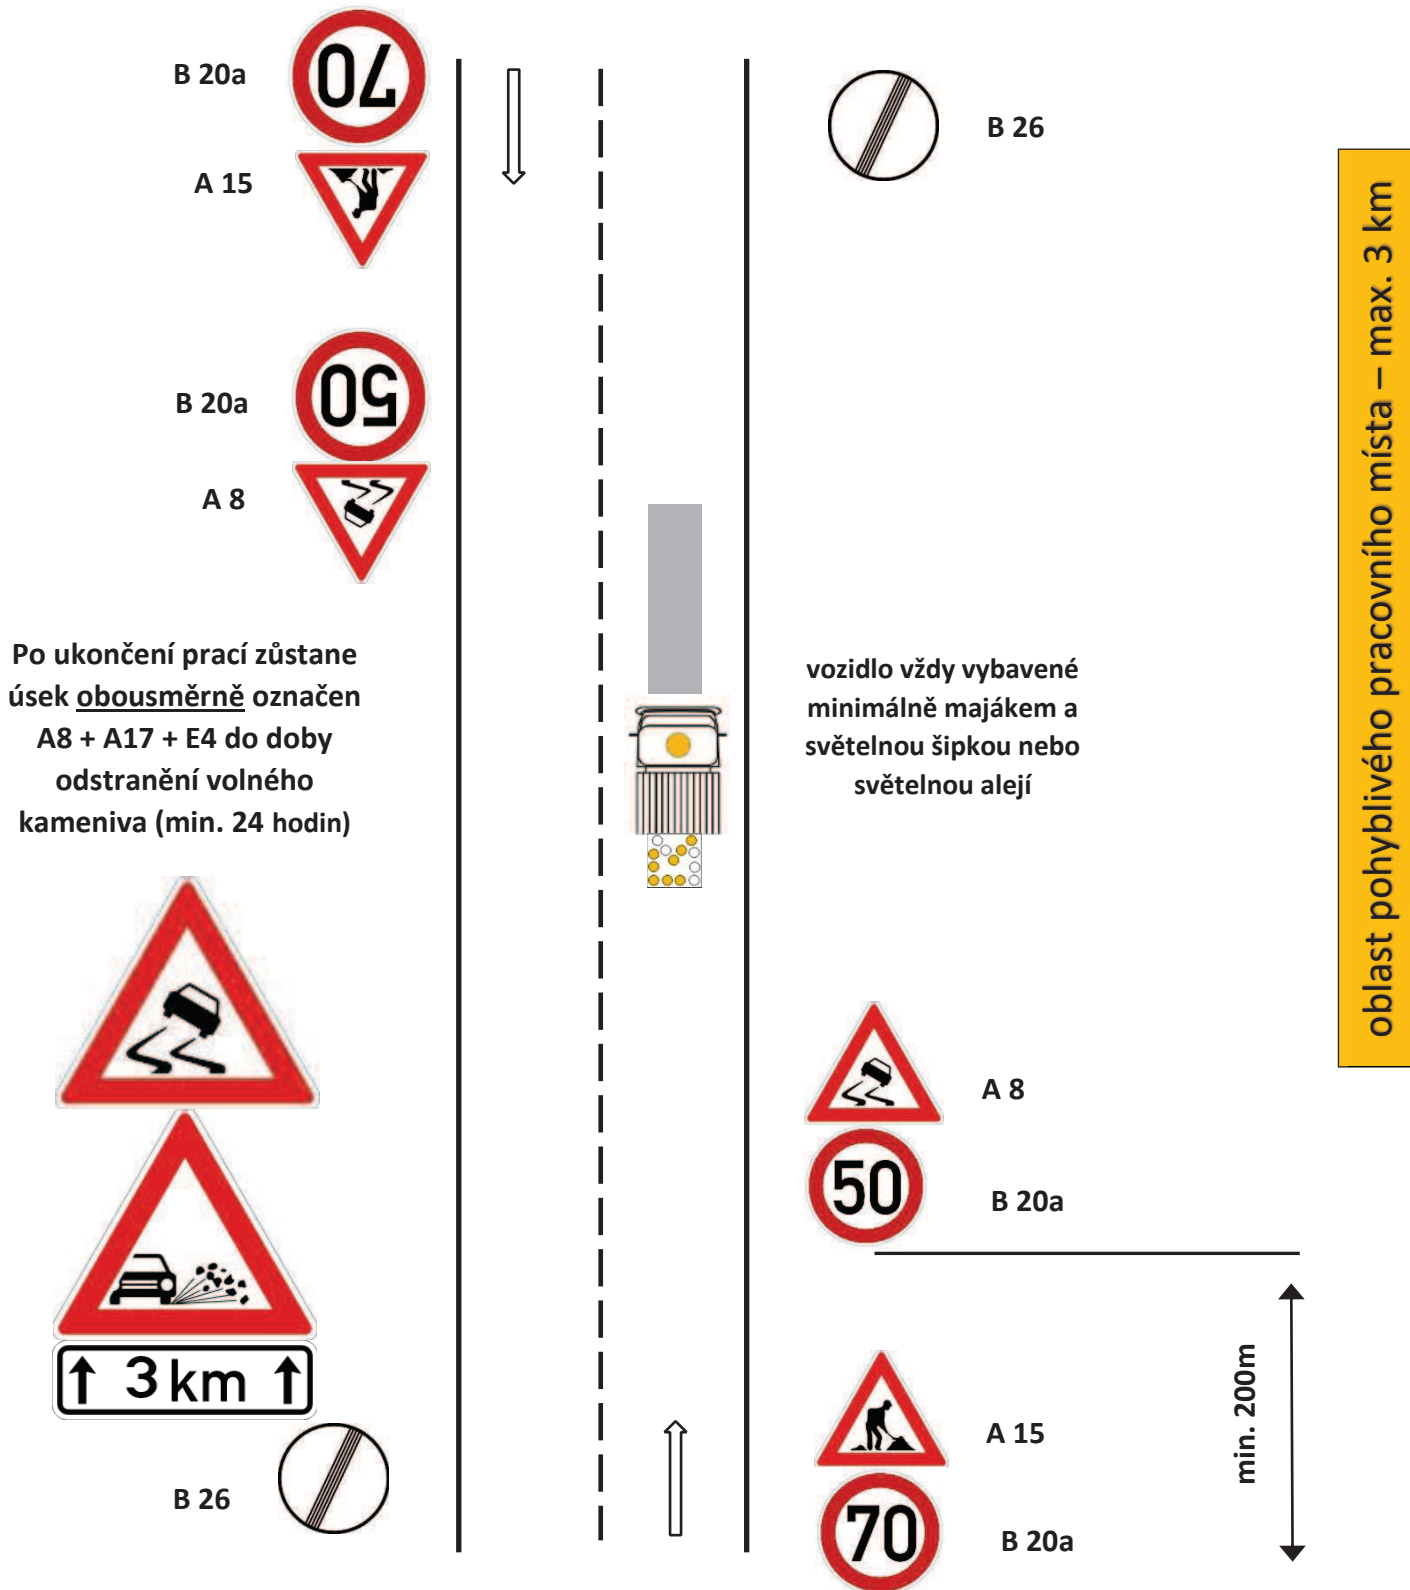 70
B 20a
A 15
B 26
50
B 20a
A 8
oblast pohyblivého pracovního místa – max. 3 km
Po ukončení prací zůstane
úsek obousměrně označen
A8 + A17 + E4 do doby
odstranění volného
kameniva (min. 24 hodin)
vozidlo vždy vybavené
minimálně majákem a
světelnou šipkou nebo
světelnou alejí
A 8
50
B 20a
3 km
B 26
A 15
70
B 20a
min. 200m